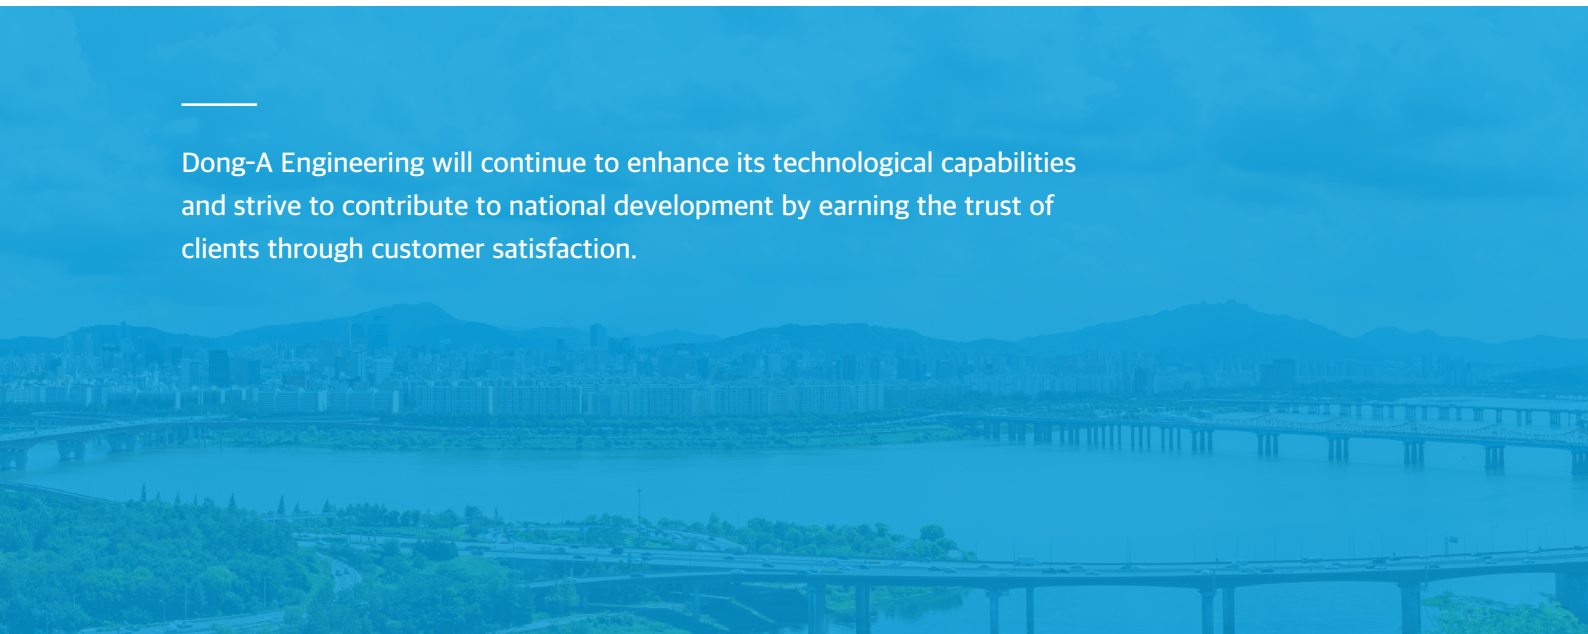 Dong-A Engineering will continue to enhance its technological capabilities
and strive to contribute to national development by earning the trust of
clients through customer satisfaction.